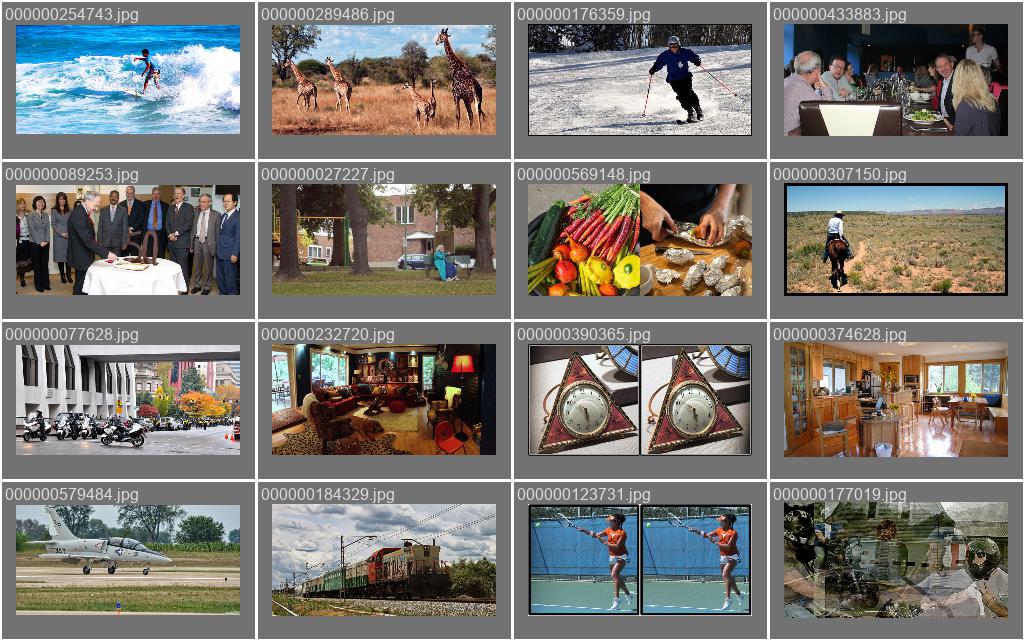 000000254743.jpg
000000289486.jpg
000000176359.jpg
000000433883.jpg
000000089253.jpg
000000027227.jpg
000000569148.jpg
000000307150.jpg
000000077628.jpg
000000232720.jpg
000000390365.jpg
000000374628.jpg
000000579484.jpg
000000184329.jpg
000000123731.jpg
000000177019.jpg